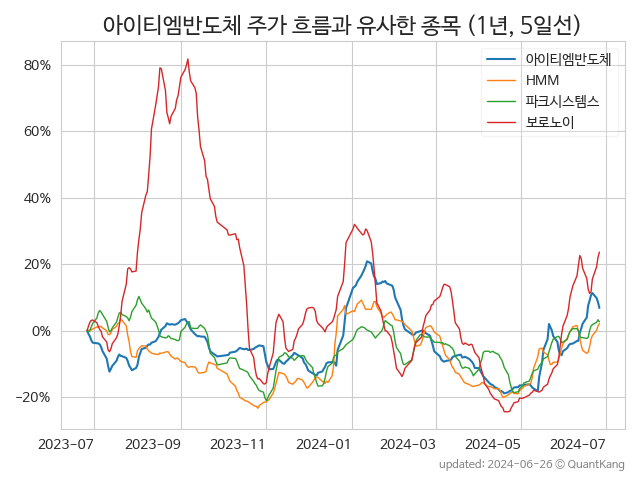 아이티엠반도체 주가 흐름과 유사한 종목 (1년, 5일선)
아이티엠반도체
HMM
파크시스템스
보로노이
80%
60%
40%
20%
0%
−20%
2023-07 2023-09 2023-11 2024-01 2024-03 2024-05 2024-07
updated: 2024-06-26 © QuantKang